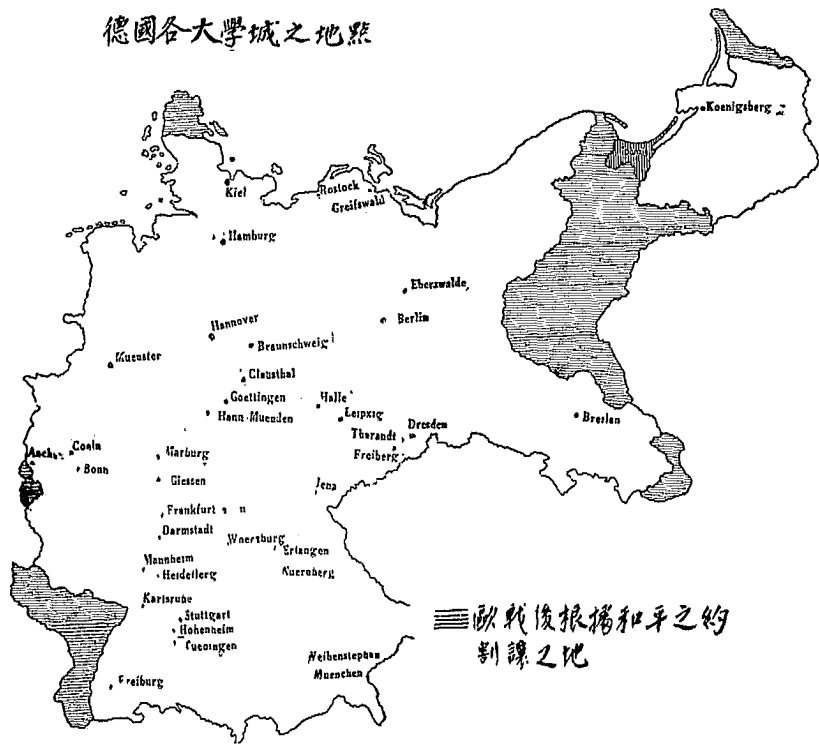 德國各大學城之地點
Koenigsberg
Kiel
Rostock
Greifswald
Hamburg
Eberswalde
Berlin
Hannover
Braunschweig
Muenster
Clausthal
Goettingen
Halle
Hann-Muenden
Leipzig
Breslau
Dresden
Tharandt
Freiberg
Aachen
Coeln
Bonn
Marburg
Giessen
Jena
Frankfurt a n
Darmstadt
Wuerzburg
Erlangen
Mannheim
Heidelberg
Nuernberg
Karlsruhe
Stuttgart
Hohenheim
Tuebingen
Weihenstephan
Muenchen
Freiburg
歐戰後根據和平之約
割讓之地